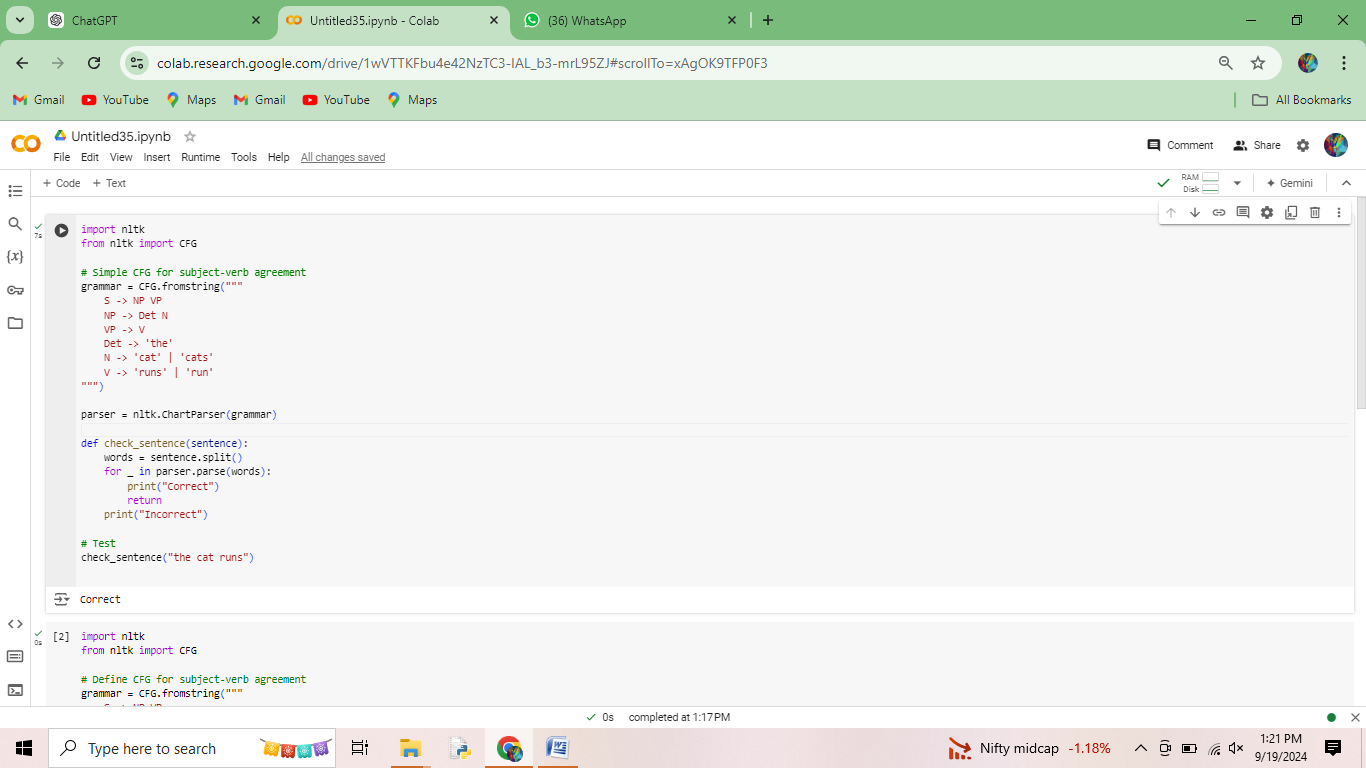 ChatGPT
Untitled35.ipynb - Colab
(36) WhatsApp
colab.research.google.com/drive/1wVTTKFbu4e42NzTC3-IAL_b3-mrL95ZJ#scrollTo=xAgOK9TFP0F3
Gmail YouTube Maps Gmail YouTube Maps All Bookmarks
Untitled35.ipynb
File Edit View Insert Runtime Tools Help All changes saved
Comment Share
+ Code + Text
RAM
Disk
Gemini
7s
import nltk
from nltk import CFG
# Simple CFG for subject-verb agreement
grammar = CFG.fromstring("""
    S -> NP VP
    NP -> Det N
    VP -> V
    Det -> 'the'
    N -> 'cat' | 'cats'
    V -> 'runs' | 'run'
""")
parser = nltk.ChartParser(grammar)
def check_sentence(sentence):
    words = sentence.split()
    for _ in parser.parse(words):
        print("Correct")
        return
    print("Incorrect")
# Test
check_sentence("the cat runs")
Correct
0s
[2] import nltk
from nltk import CFG
# Define CFG for subject-verb agreement
grammar = CFG.fromstring("""
0s completed at 1:17 PM
Type here to search
Nifty midcap -1.18%
1:21 PM
9/19/2024